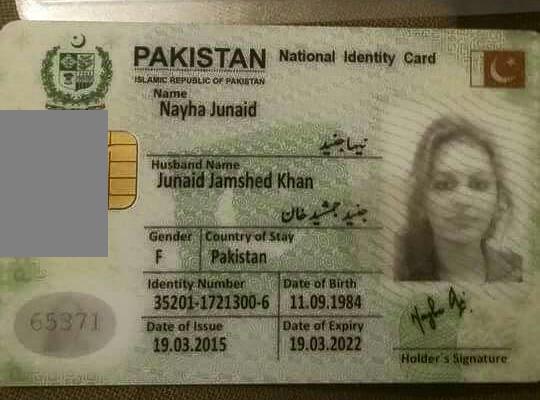 PAKISTAN National Identity Card
ISLAMIC REPUBLIC OF PAKISTAN
Name
Nayha Junaid
نیہا جنید
Husband Name
Junaid Jamshed Khan
جنید جمشید خان
Gender Country of Stay
F Pakistan
Identity Number Date of Birth
35201-1721300-6 11.09.1984
Date of Issue Date of Expiry
19.03.2015 19.03.2022
65371
Holder's Signature